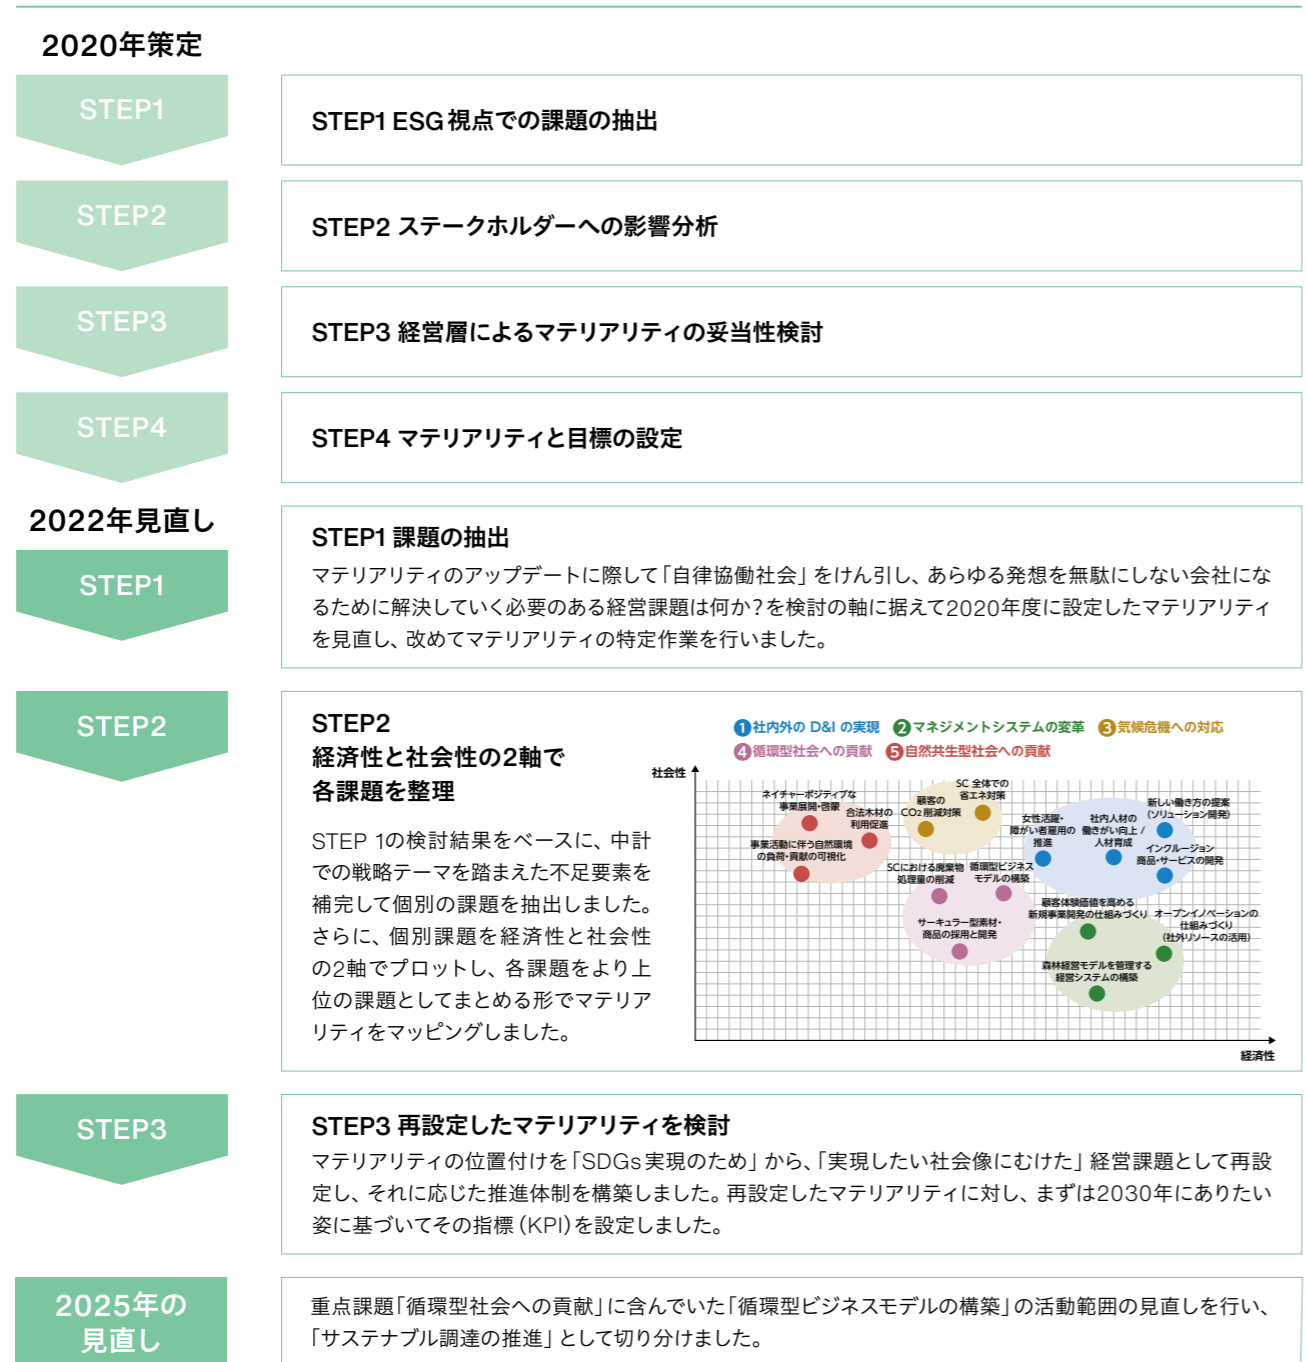 2020年策定
STEP1
STEP1 ESG視点での課題の抽出
STEP2
STEP2 ステークホルダーへの影響分析
STEP3
STEP3 経営層によるマテリアリティの妥当性検討
STEP4
STEP4 マテリアリティと目標の設定
2022年見直し
STEP1
STEP1 課題の抽出
マテリアリティのアップデートに際して「自律協働社会」をけん引し、あらゆる発想を無駄にしない会社にな
るために解決していく必要のある経営課題は何か?を検討の軸に据えて2020年度に設定したマテリアリティ
を見直し、改めてマテリアリティの特定作業を行いました。
STEP2
STEP2
経済性と社会性の2軸で
各課題を整理
STEP 1の検討結果をベースに、中計
での戦略テーマを踏まえた不足要素を
補完して個別の課題を抽出しました。
さらに、個別課題を経済性と社会性
の2軸でプロットし、各課題をより上
位の課題としてまとめる形でマテリア
リティをマッピングしました。
1社内外の D&I の実現 2マネジメントシステムの変革 3気候危機への対応
4循環型社会への貢献 5自然共生型社会への貢献
社会性
ネイチャーポジティブな
事業展開・啓蒙
合法木材の
利用促進
事業活動に伴う自然環境
の負荷・貢献の可視化
顧客の
CO2削減対策
SC 全体での
省エネ対策
女性活躍・
障がい者雇用の
推進
社内人材の
働きがい向上 /
人材育成
新しい働き方の提案
(ソリューション開発)
インクルージョン
商品・サービスの開発
SCにおける廃棄物
処理量の削減
循環型ビジネス
モデルの構築
サーキュラー型素材・
商品の採用と開発
顧客体験価値を高める
新規事業開発の仕組みづくり
オープンイノベーションの
仕組みづくり
(社外リソースの活用)
森林経営モデルを管理する
経営システムの構築
経済性
STEP3
STEP3 再設定したマテリアリティを検討
マテリアリティの位置付けを「SDGs実現のため」から、「実現したい社会像にむけた」経営課題として再設
定し、それに応じた推進体制を構築しました。再設定したマテリアリティに対し、まずは2030年にありたい
姿に基づいてその指標(KPI)を設定しました。
2025年の
見直し
重点課題「循環型社会への貢献」に含んでいた「循環型ビジネスモデルの構築」の活動範囲の見直しを行い、
「サステナブル調達の推進」として切り分けました。